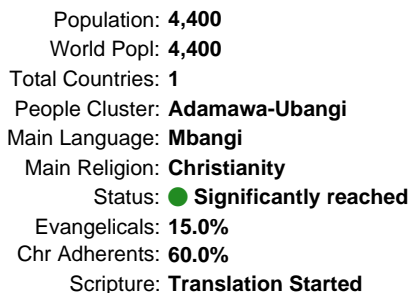 Population: 4,400
World Popl: 4,400
Total Countries: 1
People Cluster: Adamawa-Ubangi
Main Language: Mbangi
Main Religion: Christianity
Status: Significantly reached
Evangelicals: 15.0%
Chr Adherents: 60.0%
Scripture: Translation Started